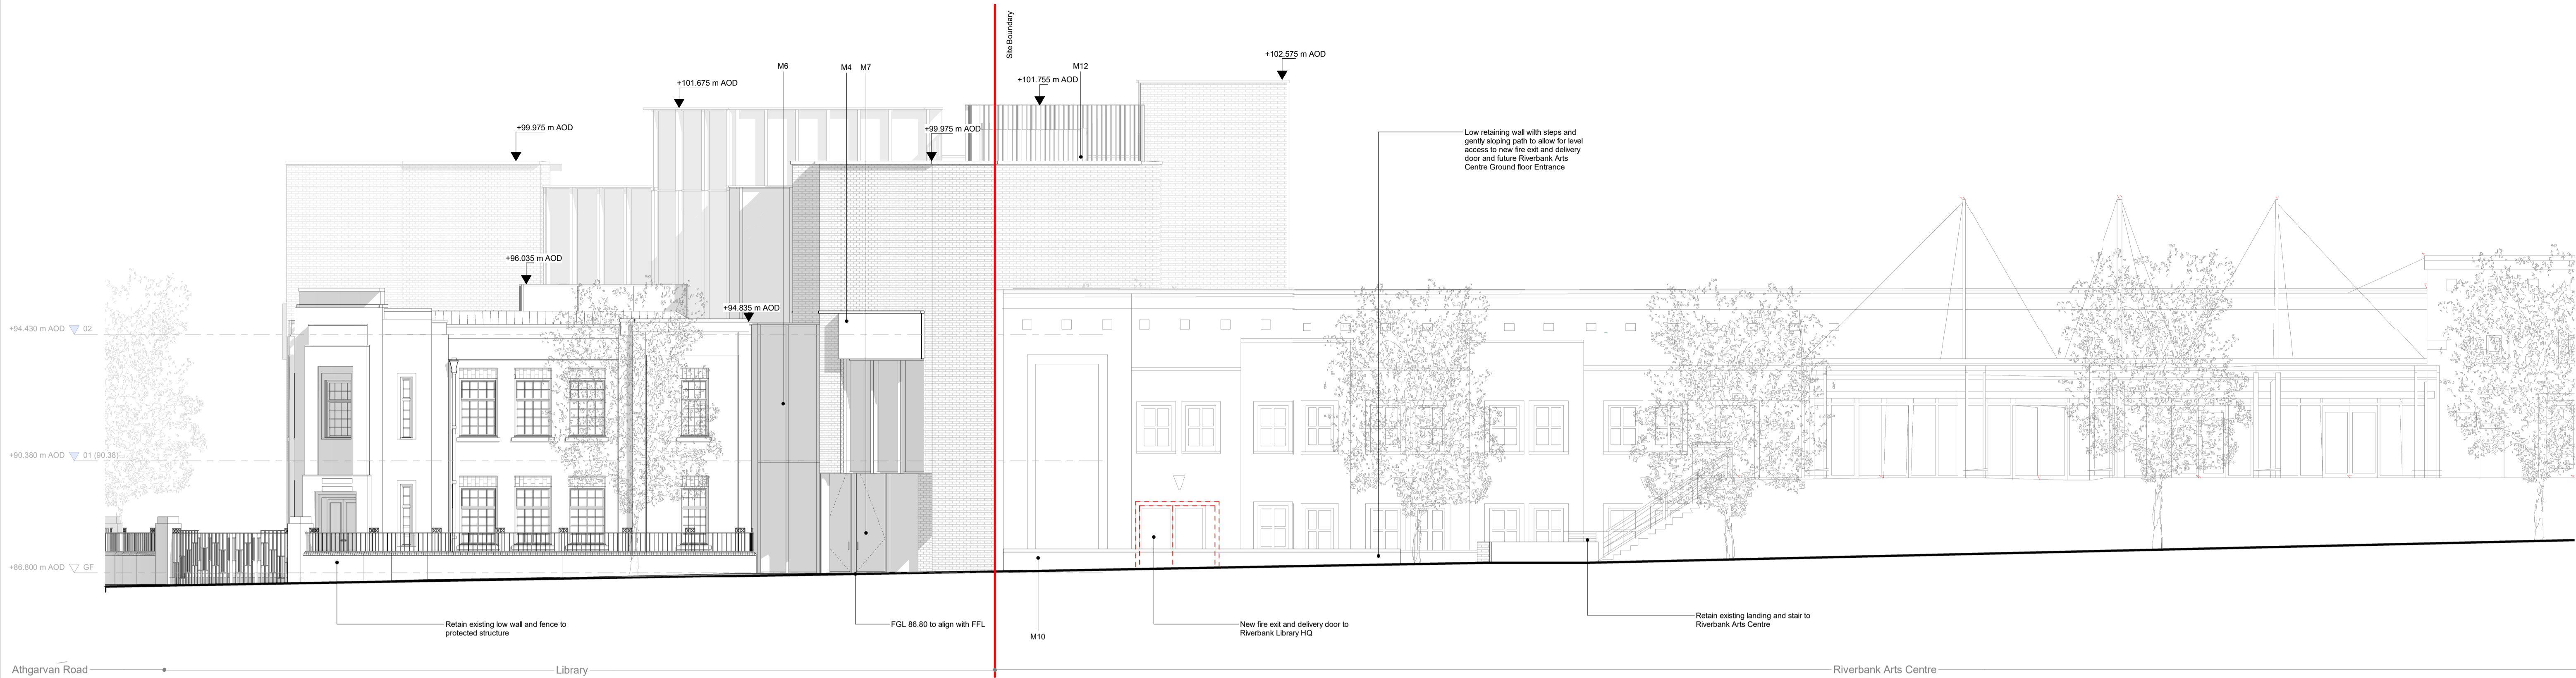 Site Boundary
+102.575 m AOD
M6
M4
M7
M12
+101.755 m AOD
+101.675 m AOD
+99.975 m AOD
+99.975 m AOD
Low retaining wall wilth steps and
gently sloping path to allow for level
access to new fire exit and delivery
door and future Riverbank Arts
Centre Ground floor Entrance
+96.035 m AOD
+94.835 m AOD
+94.430 m AOD 02
+90.380 m AOD 01 (90.38)
+86.800 m AOD GF
Retain existing low wall and fence to
protected structure
FGL 86.80 to align with FFL
M10
New fire exit and delivery door to
Riverbank Library HQ
Retain existing landing and stair to
Riverbank Arts Centre
Athgarvan Road
Library
Riverbank Arts Centre